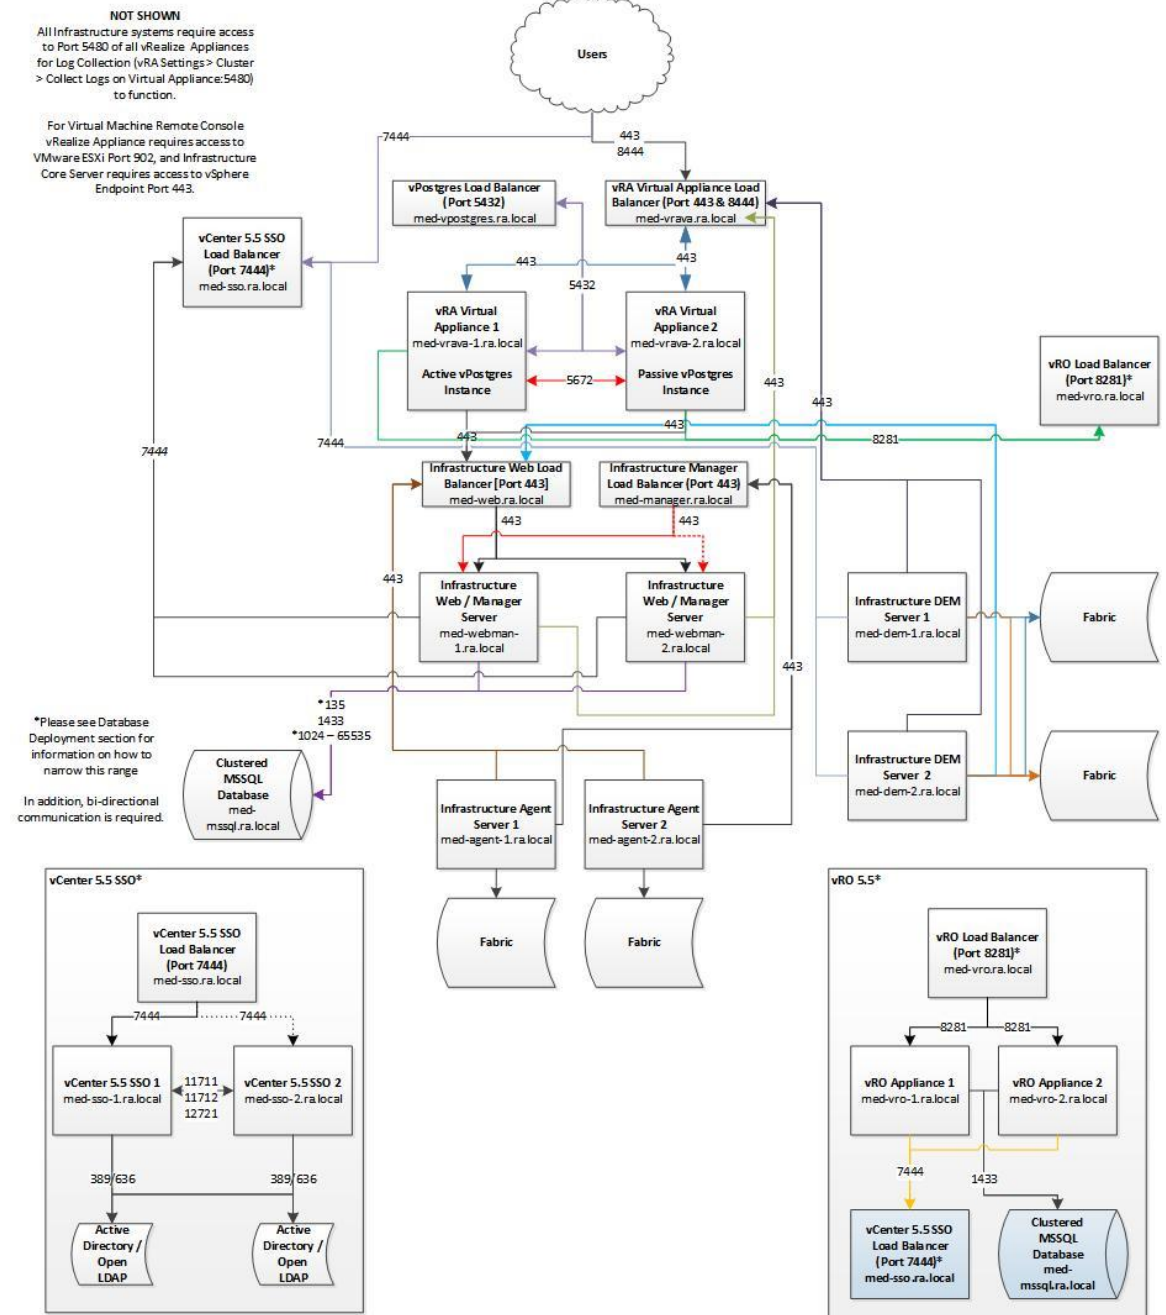 NOT SHOWN
All Infrastructure systems require access
to Port 5480 of all vRealize Appliances
for Log Collection (vRA Settings > Cluster
> Collect Logs on Virtual Appliance:5480)
to function.
For Virtual Machine Remote Console
vRealize Appliance requires access to
VMware ESXi Port 902, and Infrastructure
Core Server requires access to vSphere
Endpoint Port 443.
Users
7444
443
8444
vPostgres Load Balancer
(Port 5432)
med-vpostgres.ra.local
vRA Virtual Appliance Load
Balancer (Port 443 & 8444)
med-vrava.ra.local
vCenter 5.5 SSO
Load Balancer
(Port 7444)*
med-sso.ra.local
443
443
5432
vRA Virtual
Appliance 1
med-vrava-1.ra.local
Active vPostgres
Instance
vRA Virtual
Appliance 2
med-vrava-2.ra.local
Passive vPostgres
Instance
5672
vRO Load Balancer
(Port 8281)*
med-vro.ra.local
443
443
7444
7444
443
443
8281
Infrastructure Web Load
Balancer [Port 443]
med-web.ra.local
Infrastructure Manager
Load Balancer (Port 443)
med-manager.ra.local
443
443
443
Infrastructure
Web / Manager
Server
med-webman-
1.ra.local
Infrastructure
Web / Manager
Server
med-webman-
2.ra.local
Infrastructure DEM
Server 1
med-dem-1.ra.local
Fabric
443
*135
1433
*1024 – 65535
*Please see Database
Deployment section for
information on how to
narrow this range
In addition, bi-directional
communication is required.
Clustered
MSSQL
Database
med-
mssql.ra.local
Infrastructure DEM
Server 2
med-dem-2.ra.local
Fabric
Infrastructure Agent
Server 1
med-agent-1.ra.local
Infrastructure Agent
Server 2
med-agent-2.ra.local
Fabric
Fabric
vCenter 5.5 SSO*
vCenter 5.5 SSO
Load Balancer
(Port 7444)
med-sso.ra.local
7444
7444
vCenter 5.5 SSO 1
med-sso-1.ra.local
11711
11712
12721
vCenter 5.5 SSO 2
med-sso-2.ra.local
389/636
389/636
Active
Directory /
Open
LDAP
Active
Directory /
Open
LDAP
vRO 5.5*
vRO Load Balancer
(Port 8281)*
med-vro.ra.local
8281
8281
vRO Appliance 1
med-vro-1.ra.local
vRO Appliance 2
med-vro-2.ra.local
7444
1433
vCenter 5.5 SSO
Load Balancer
(Port 7444)*
med-sso.ra.local
Clustered
MSSQL
Database
med-
mssql.ra.local